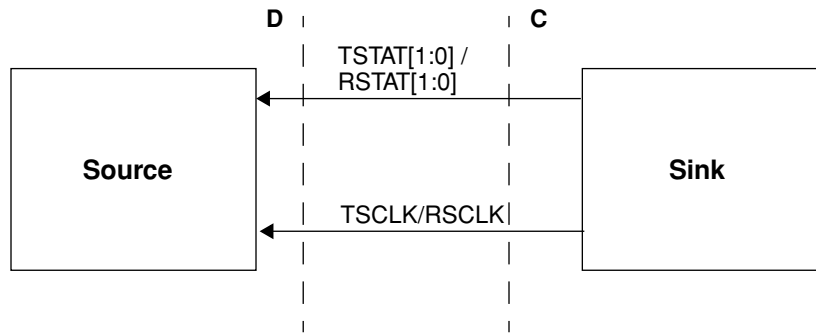 D
C
TSTAT[1:0] /
RSTAT[1:0]
Source
Sink
TSCLK/RSCLK